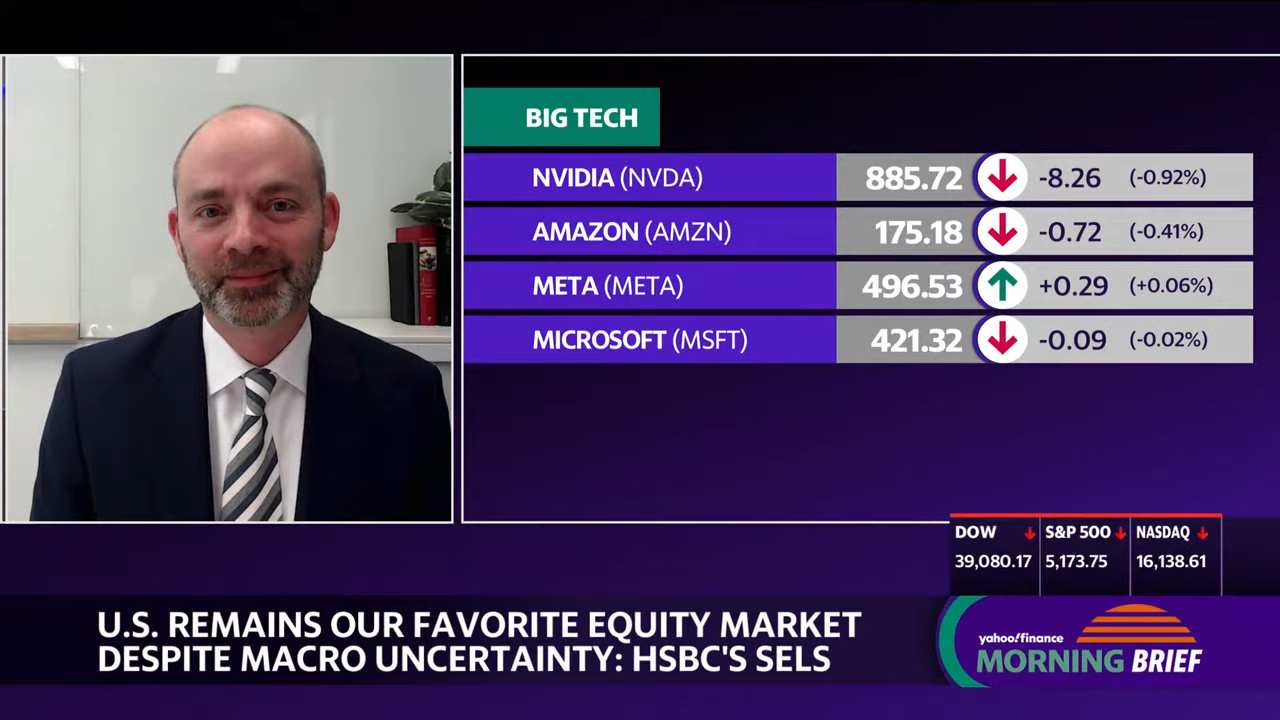 BIG TECH
NVIDIA (NVDA) 885.72 -8.26 (-0.92%)
AMAZON (AMZN) 175.18 -0.72 (-0.41%)
META (META) 496.53 +0.29 (+0.06%)
MICROSOFT (MSFT) 421.32 -0.09 (-0.02%)
DOW S&P 500 NASDAQ
39,080.17 5,173.75 16,138.61
U.S. REMAINS OUR FAVORITE EQUITY MARKET
DESPITE MACRO UNCERTAINTY: HSBC'S SELS
yahoo!finance
MORNING BRIEF